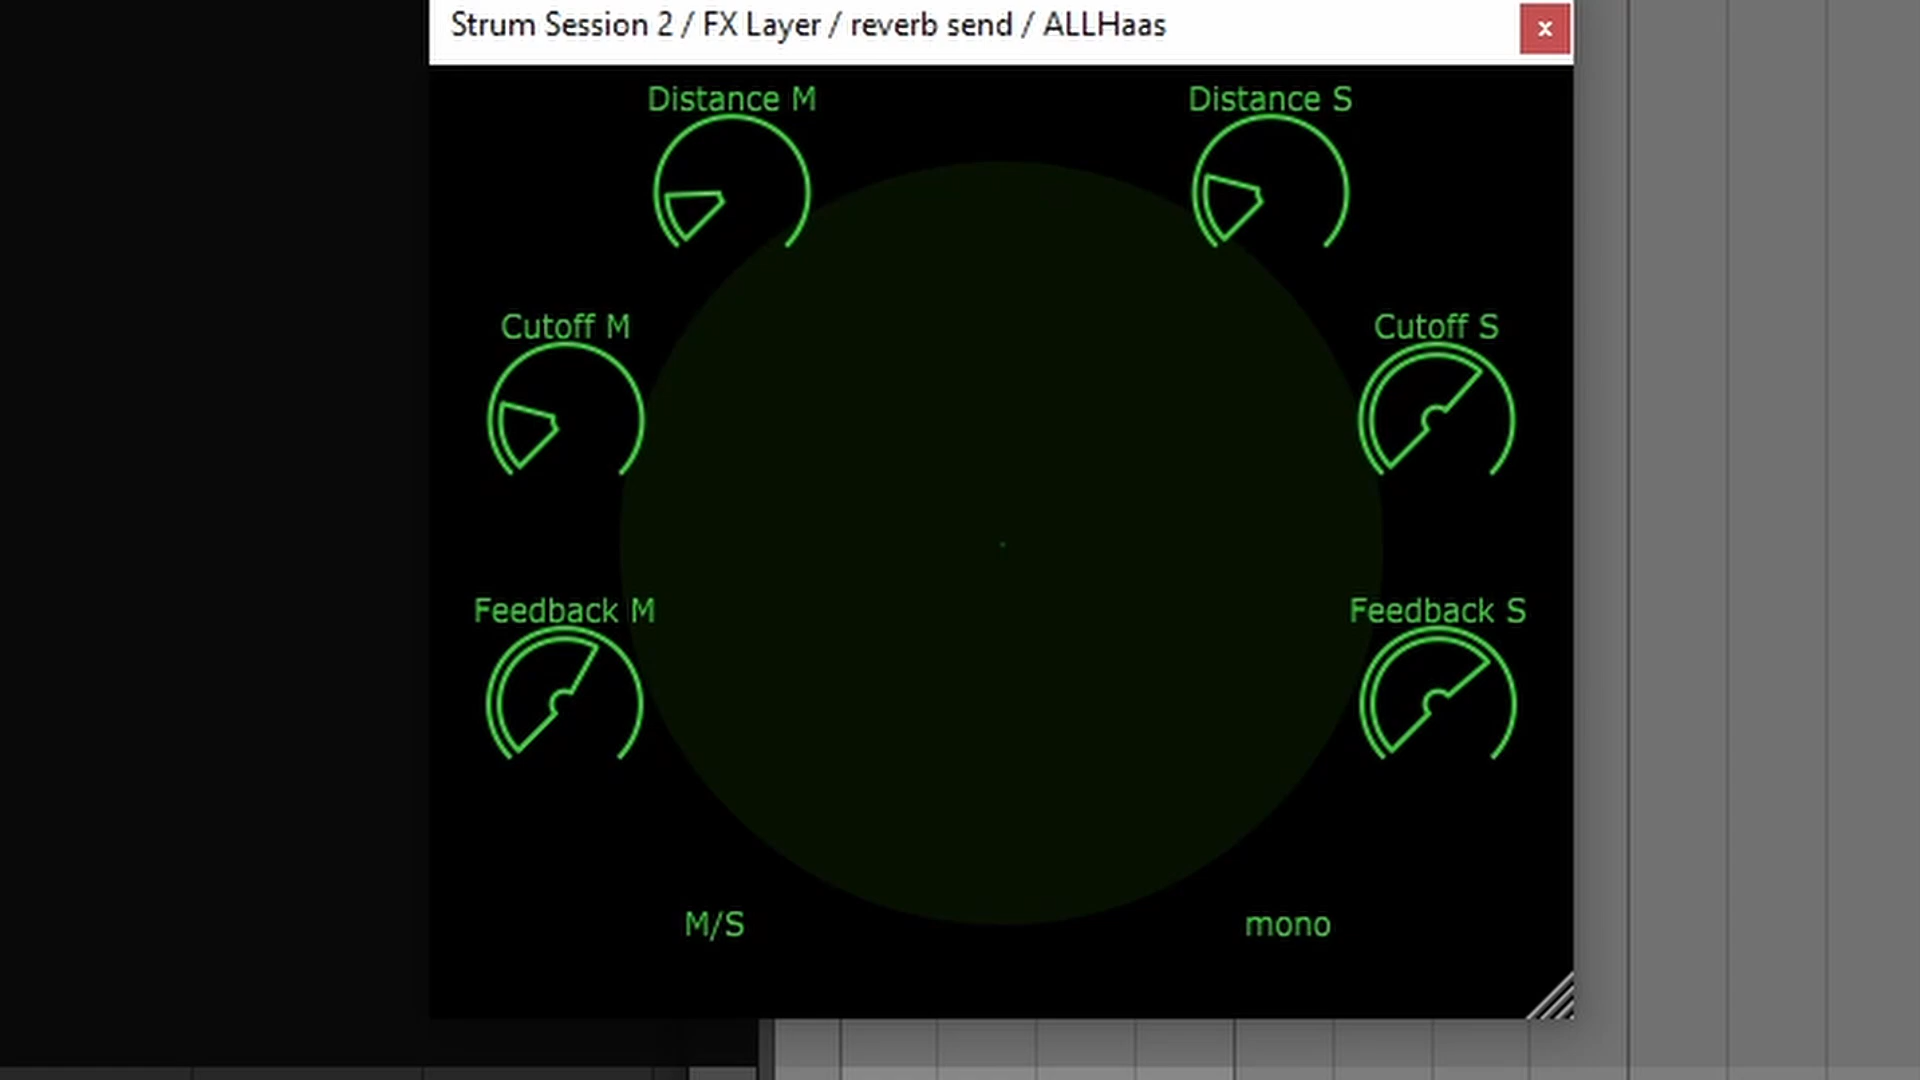 Strum Session 2 / FX Layer / reverb send / ALLHaas
x
Distance M
Distance S
Cutoff M
Cutoff S
Feedback M
Feedback S
M/S
mono